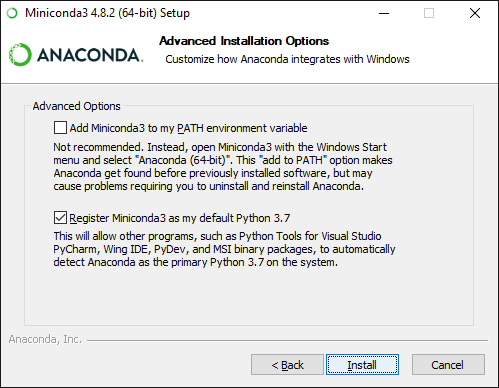 Miniconda3 4.8.2 (64-bit) Setup
ANACONDA.
Advanced Installation Options
Customize how Anaconda integrates with Windows
Advanced Options
Add Miniconda3 to my PATH environment variable
Not recommended. Instead, open Miniconda3 with the Windows Start
menu and select "Anaconda (64-bit)". This "add to PATH" option makes
Anaconda get found before previously installed software, but may
cause problems requiring you to uninstall and reinstall Anaconda.
Register Miniconda3 as my default Python 3.7
This will allow other programs, such as Python Tools for Visual Studio
PyCharm, Wing IDE, PyDev, and MSI binary packages, to automatically
detect Anaconda as the primary Python 3.7 on the system.
Anaconda, Inc.
< Back
Install
Cancel